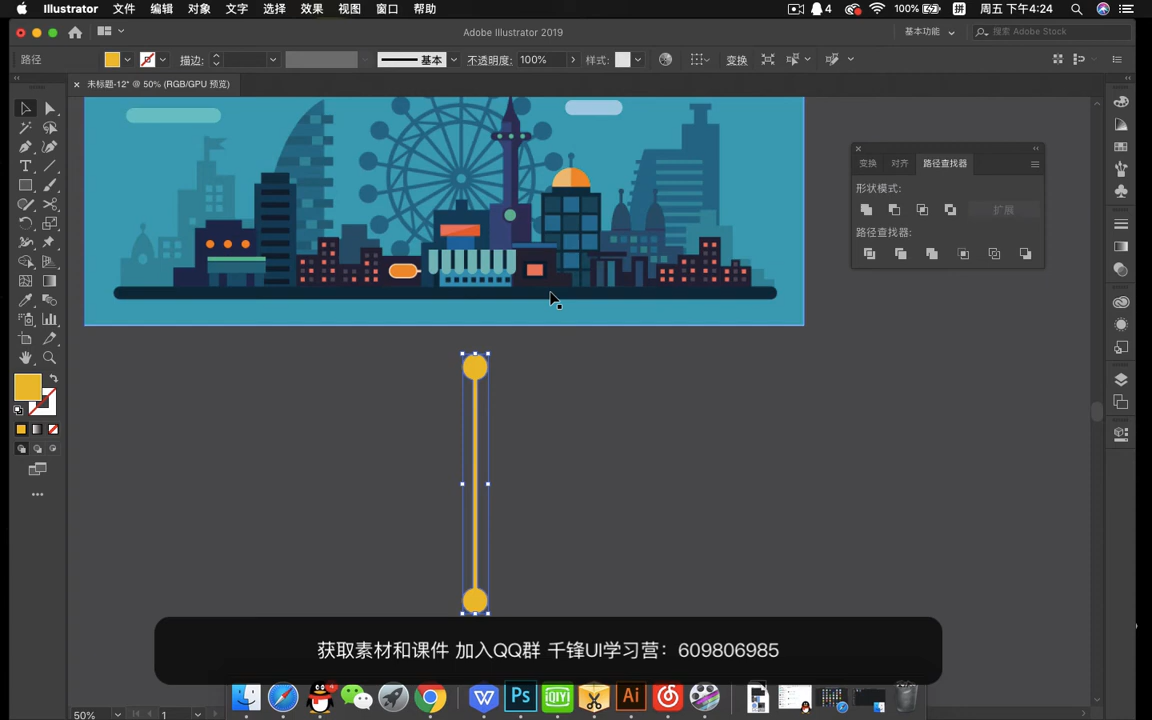 Illustrator 文件 编辑 对象 文字 选择 效果 视图 窗口 帮助
4 100% 拼 周五 下午4:24
Adobe Illustrator 2019
基本功能
搜索 Adobe Stock
路径 描边: 基本 不透明度: 100% 样式: 变换
× 未标题-12* @ 50% (RGB/GPU 预览)
变换 对齐 路径查找器
形状模式:
扩展
路径查找器:
获取素材和课件 加入QQ群 千锋UI学习营：609806985
Ps iQIYI Ai
50% 1